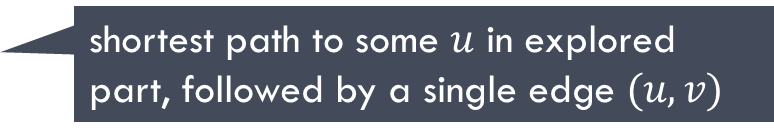 shortest path to some 𝑢 in explored
part, followed by a single edge (𝑢, 𝑣)